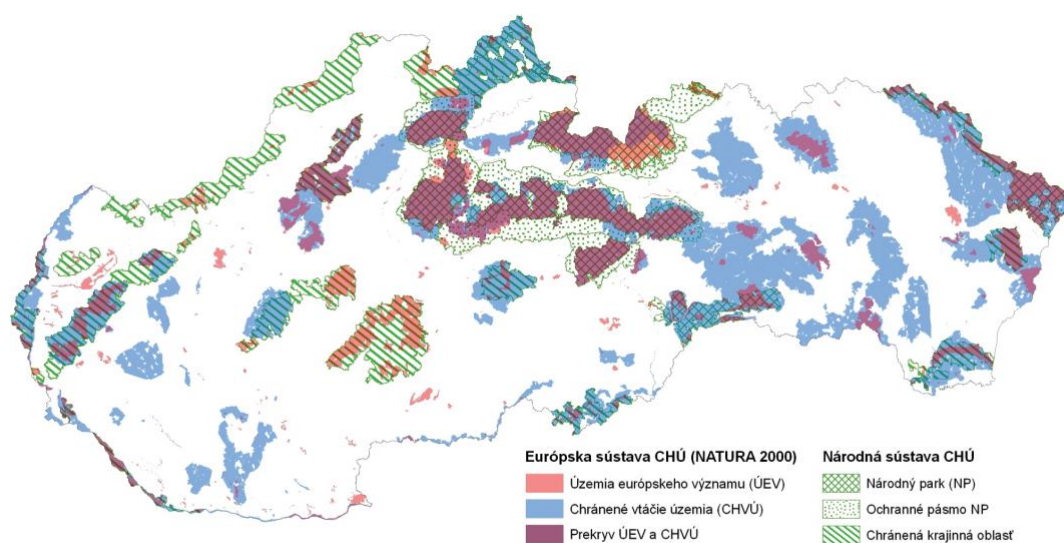 Európska sústava CHÚ (NATURA 2000)
Územia európskeho významu (ÚEV)
Chránené vtáčie územia (CHVÚ)
Prekryv ÚEV a CHVÚ
Národná sústava CHÚ
Národný park (NP)
Ochranné pásmo NP
Chránená krajinná oblasť